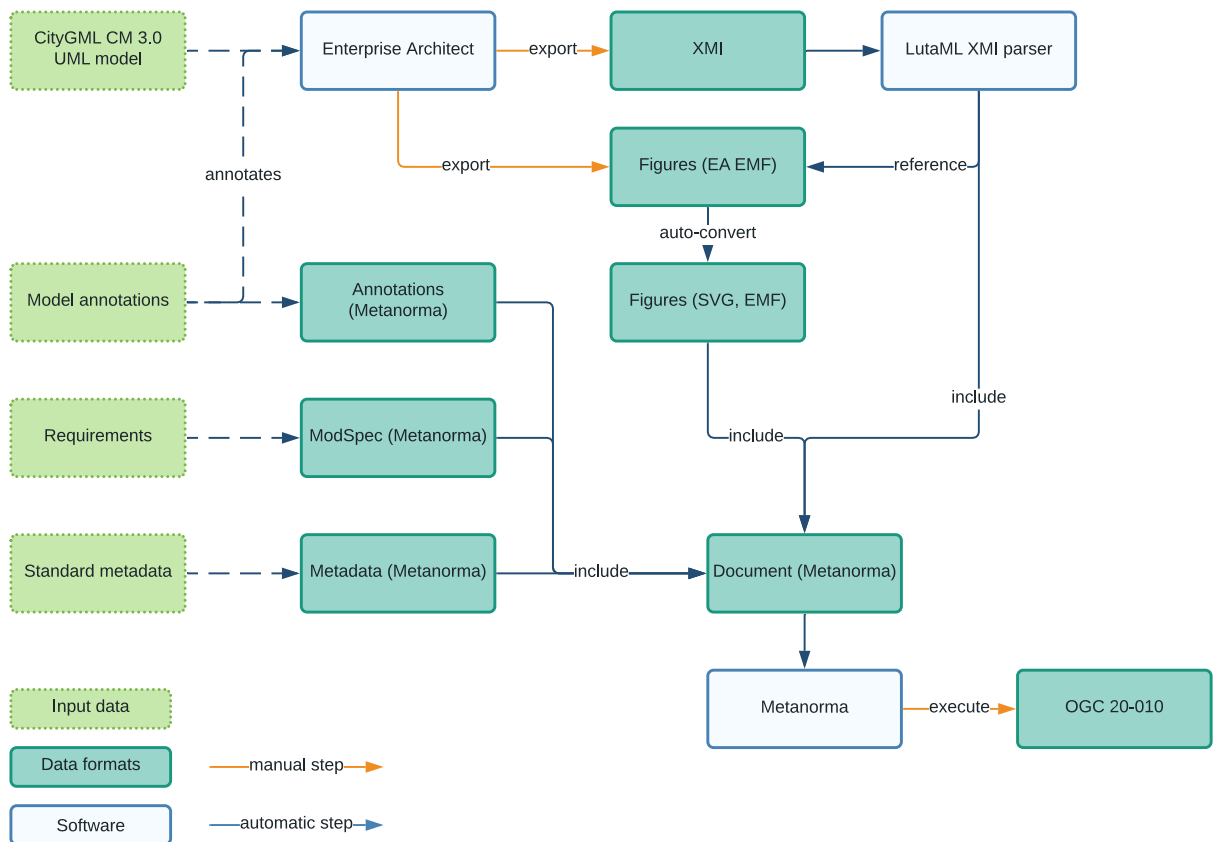 CityGML CM 3.0
UML model
Enterprise Architect
export
XMI
LutaML XMI parser
export
Figures (EA EMF)
reference
annotates
auto-convert
Model annotations
Annotations
(Metanorma)
Figures (SVG, EMF)
include
Requirements
ModSpec (Metanorma)
include
Standard metadata
Metadata (Metanorma)
include
Document (Metanorma)
Input data
Metanorma
execute
OGC 20-010
Data formats
manual step
Software
automatic step